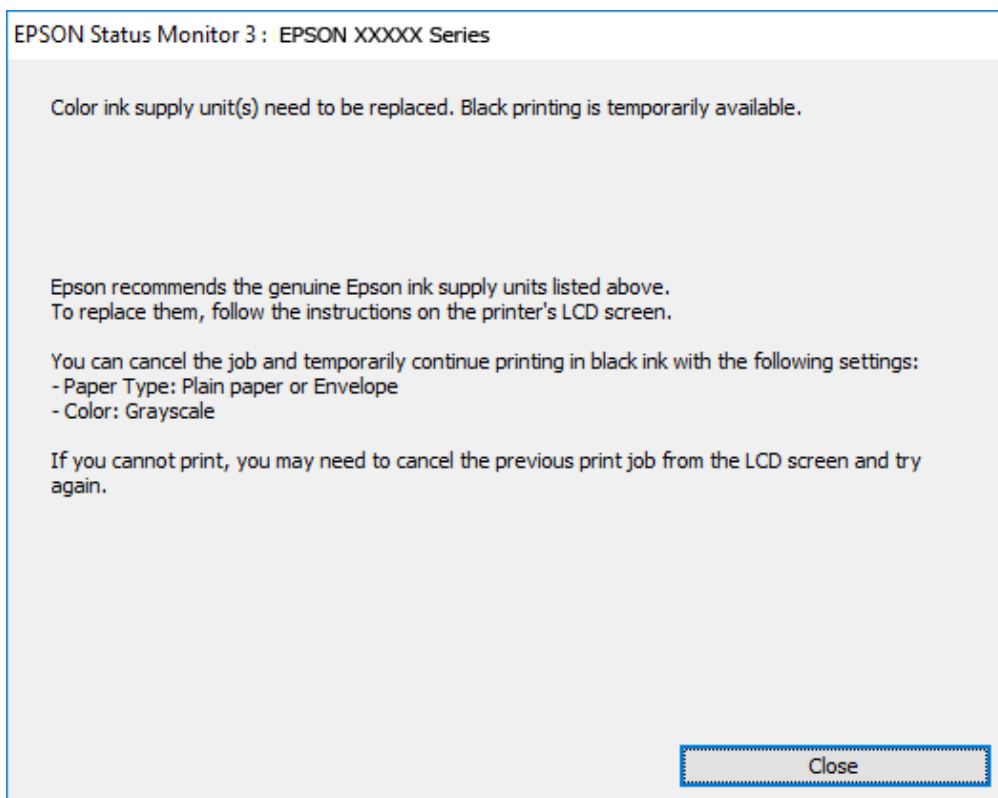 EPSON Status Monitor 3 : EPSON XXXXX Series
Color ink supply unit(s) need to be replaced. Black printing is temporarily available.
Epson recommends the genuine Epson ink supply units listed above.
To replace them, follow the instructions on the printer's LCD screen.
You can cancel the job and temporarily continue printing in black ink with the following settings:
- Paper Type: Plain paper or Envelope
- Color: Grayscale
If you cannot print, you may need to cancel the previous print job from the LCD screen and try
again.
Close